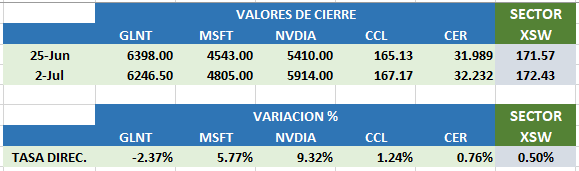 VALORES DE CIERRE SECTOR
GLNT MSFT NVDIA CCL CER XSW
25-Jun 6398.00 4543.00 5410.00 165.13 31.989 171.57
2-Jul 6246.50 4805.00 5914.00 167.17 32.232 172.43
VARIACION % SECTOR
GLNT MSFT NVDIA CCL CER XSW
TASA DIREC. -2.37% 5.77% 9.32% 1.24% 0.76% 0.50%